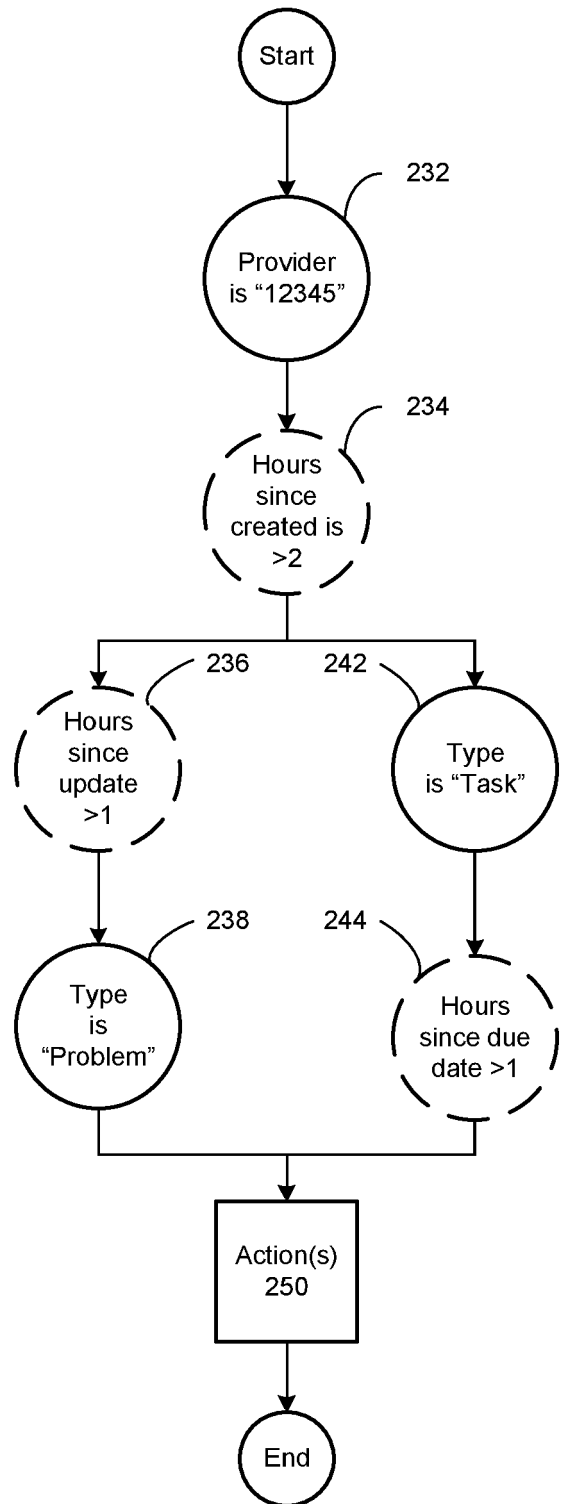 Start
232
Provider
is “12345”
234
Hours
since
created is
>2
236
242
Hours
since
update
>1
Type
is “Task”
238
244
Type
is
“Problem”
Hours
since due
date >1
Action(s)
250
End